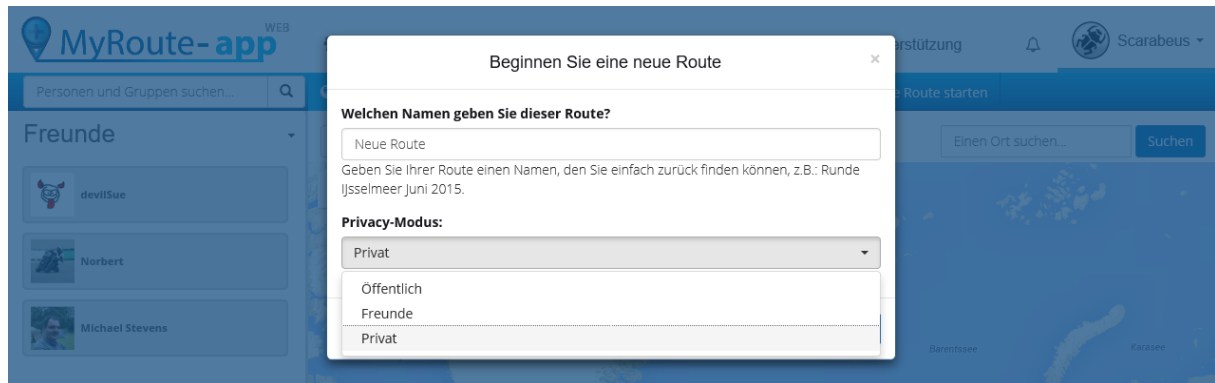 MyRoute-app WEB
rstützung
Scarabeus
Personen und Gruppen suchen...
e Route starten
Freunde
Einen Ort suchen...
Suchen
devilSue
Norbert
Michael Stevens
Beginnen Sie eine neue Route
×
Welchen Namen geben Sie dieser Route?
Neue Route
Geben Sie Ihrer Route einen Namen, den Sie einfach zurück finden können, z.B.: Runde
IJsselmeer Juni 2015.
Privacy-Modus:
Privat
Öffentlich
Freunde
Privat
Barentssee
Karasee